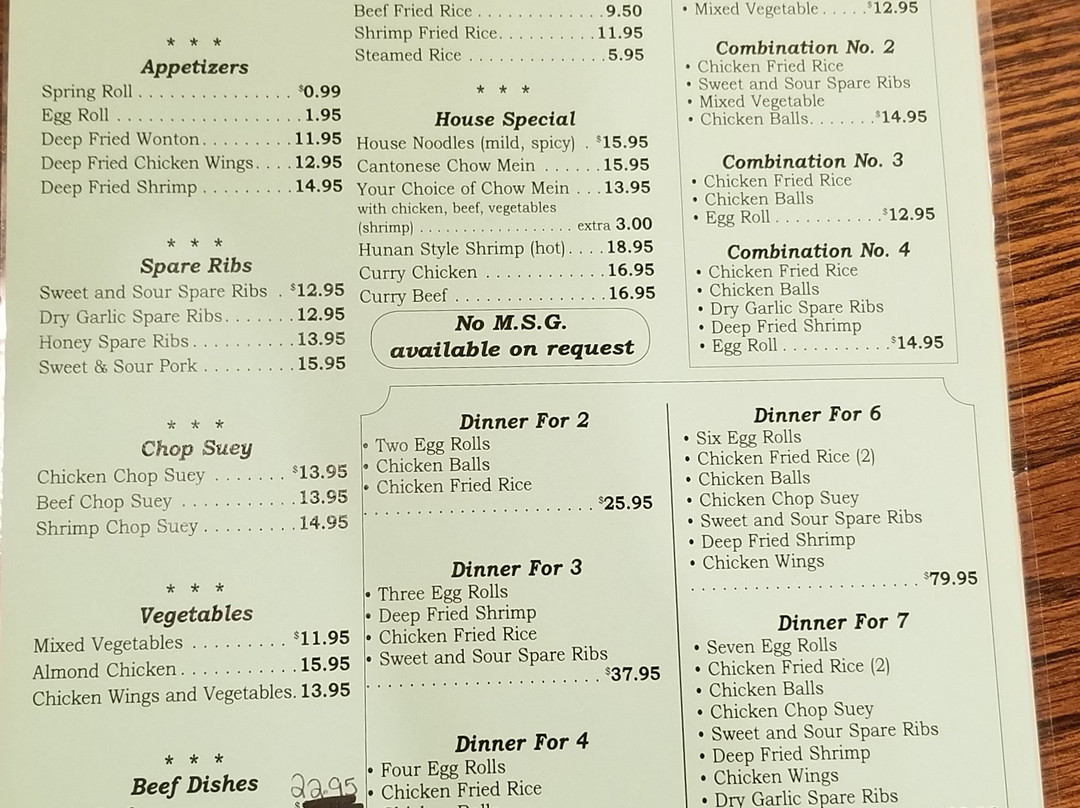 * * *
Appetizers
Spring Roll . . . . . . . . . . . . . . . $0.99
Egg Roll . . . . . . . . . . . . . . . . . 1.95
Deep Fried Wonton. . . . . . . . . 11.95
Deep Fried Chicken Wings. . . . 12.95
Deep Fried Shrimp . . . . . . . . . 14.95
* * *
Spare Ribs
Sweet and Sour Spare Ribs . $12.95
Dry Garlic Spare Ribs. . . . . . . 12.95
Honey Spare Ribs. . . . . . . . . . 13.95
Sweet & Sour Pork . . . . . . . . . 15.95
* * *
Chop Suey
Chicken Chop Suey . . . . . . . $13.95
Beef Chop Suey . . . . . . . . . . 13.95
Shrimp Chop Suey . . . . . . . . . 14.95
* * *
Vegetables
Mixed Vegetables . . . . . . . . . $11.95
Almond Chicken. . . . . . . . . . . 15.95
Chicken Wings and Vegetables. 13.95
* * *
Beef Dishes 22.95
$
Beef Fried Rice . . . . . . . . . . . . 9.50
Shrimp Fried Rice. . . . . . . . . . 11.95
Steamed Rice . . . . . . . . . . . . . 5.95
* * *
House Special
House Noodles (mild, spicy) . $15.95
Cantonese Chow Mein . . . . . . 15.95
Your Choice of Chow Mein . . . 13.95
with chicken, beef, vegetables
(shrimp) . . . . . . . . . . . . . . . . . . extra 3.00
Hunan Style Shrimp (hot). . . . 18.95
Curry Chicken . . . . . . . . . . . . 16.95
Curry Beef . . . . . . . . . . . . . . . 16.95
No M.S.G.
available on request
• Mixed Vegetable . . . . . $12.95
Combination No. 2
• Chicken Fried Rice
• Sweet and Sour Spare Ribs
• Mixed Vegetable
• Chicken Balls. . . . . . . $14.95
Combination No. 3
• Chicken Fried Rice
• Chicken Balls
• Egg Roll . . . . . . . . . . . $12.95
Combination No. 4
• Chicken Fried Rice
• Chicken Balls
• Dry Garlic Spare Ribs
• Deep Fried Shrimp
• Egg Roll . . . . . . . . . . . $14.95
Dinner For 2
• Two Egg Rolls
• Chicken Balls
• Chicken Fried Rice
. . . . . . . . . . . . . . . . . . . . . . . $25.95
Dinner For 3
• Three Egg Rolls
• Deep Fried Shrimp
• Chicken Fried Rice
• Sweet and Sour Spare Ribs
. . . . . . . . . . . . . . . . . . . . . . . $37.95
Dinner For 4
• Four Egg Rolls
• Chicken Fried Rice
Dinner For 6
• Six Egg Rolls
• Chicken Fried Rice (2)
• Chicken Balls
• Chicken Chop Suey
• Sweet and Sour Spare Ribs
• Deep Fried Shrimp
• Chicken Wings
. . . . . . . . . . . . . . . . . . . . . . . $79.95
Dinner For 7
• Seven Egg Rolls
• Chicken Fried Rice (2)
• Chicken Balls
• Chicken Chop Suey
• Sweet and Sour Spare Ribs
• Deep Fried Shrimp
• Chicken Wings
• Dry Garlic Spare Ribs